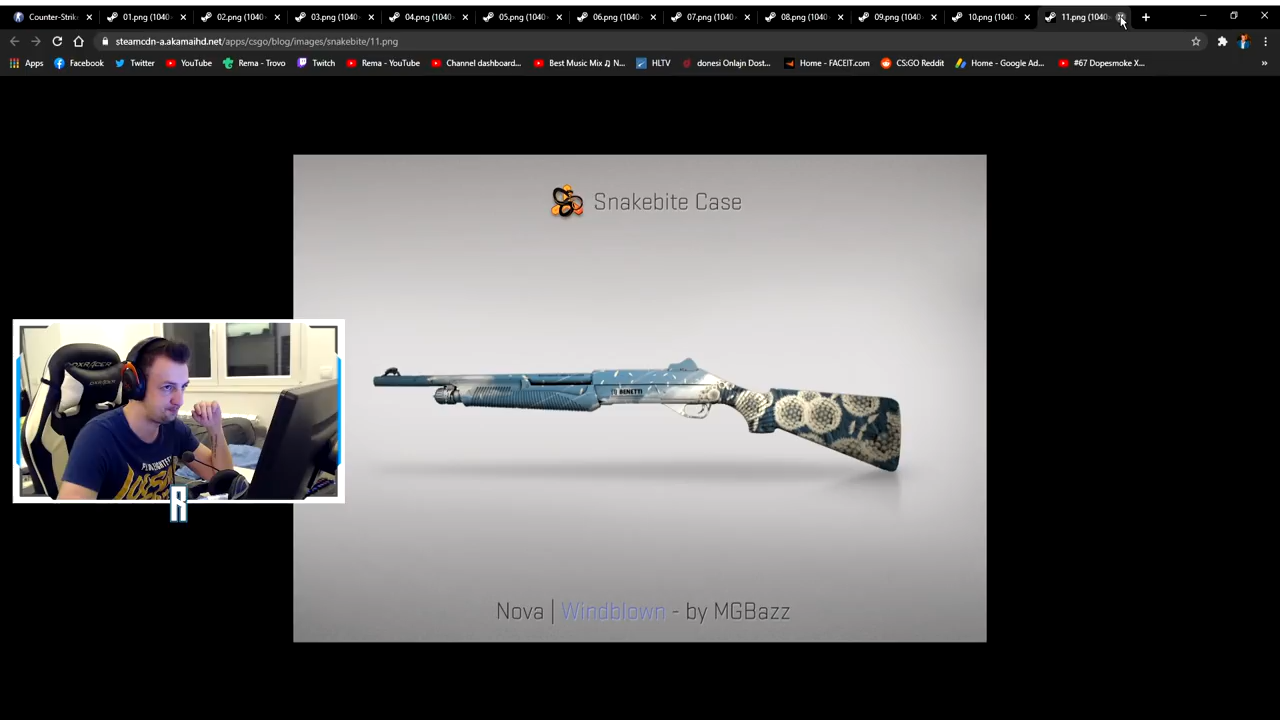 Counter-Strik
01.png (1040×
02.png (1040×
03.png (1040×
04.png (1040×
05.png (1040×
06.png (1040×
07.png (1040×
08.png (1040×
09.png (1040×
10.png (1040×
11.png (1040×
steamcdn-a.akamaihd.net/apps/csgo/blog/images/snakebite/11.png
Apps
Facebook
Twitter
YouTube
Rema - Trovo
Twitch
Rema - YouTube
Channel dashboard...
Best Music Mix ♫ N...
HLTV
donesi Onlajn Dost...
Home - FACEIT.com
CS:GO Reddit
Home - Google Ad...
#67 Dopesmoke X...
Snakebite Case
BENETTI
DXRACER
R
Nova | Windblown - by MGBazz